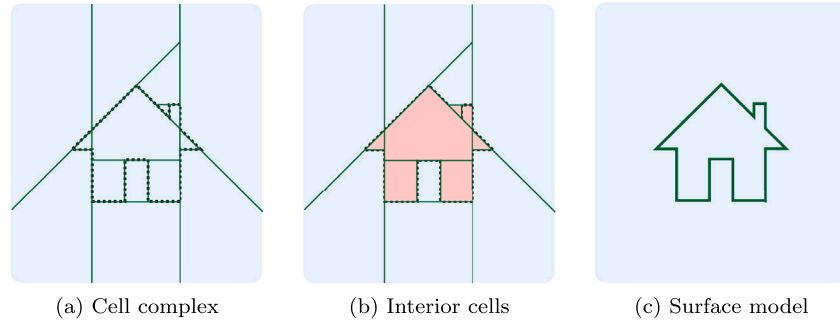 (a) Cell complex
(b) Interior cells
(c) Surface model